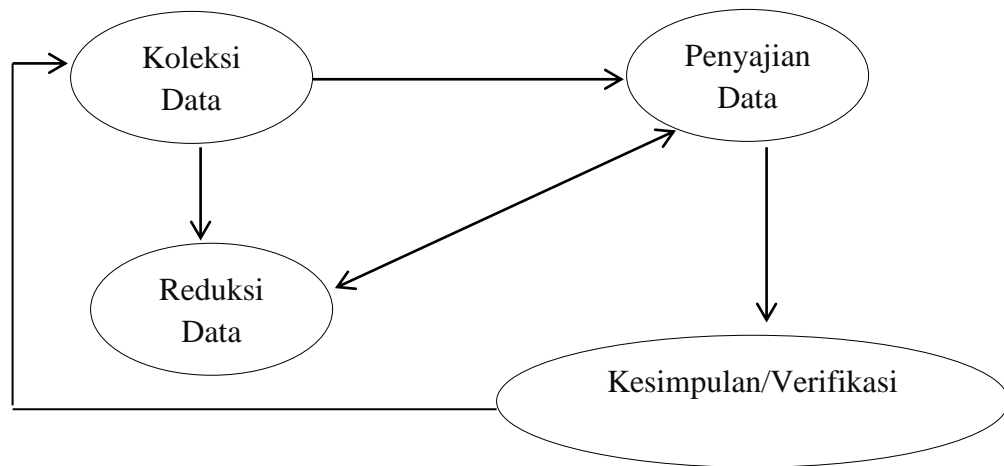 Koleksi
Data
Penyajian
Data
Reduksi
Data
Kesimpulan/Verifikasi